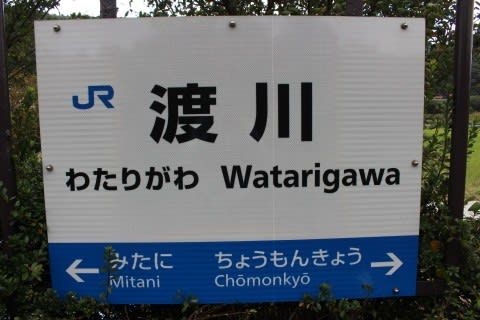 JR
渡川
わたりがわ Watarigawa
← みたに ちょうもんきょう →
Mitani Chōmonkyō